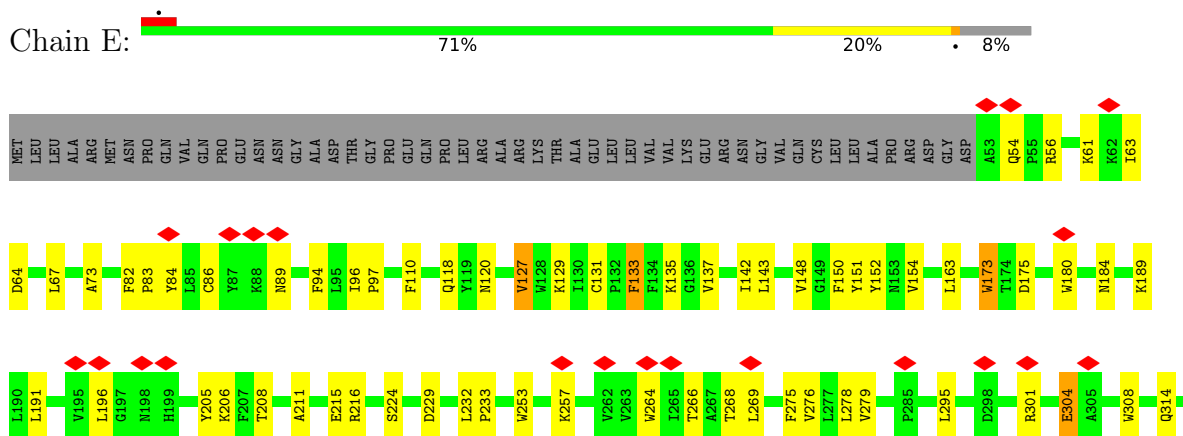 Chain E:
71% 20% • 8%
MET LEU LEU ALA ARG MET ASN PRO GLN VAL GLN PRO GLU ASN ASN GLY ALA ASP THR GLY PRO GLU GLN PRO LEU ARG ALA ARG LYS THR ALA GLU LEU LEU VAL VAL LYS GLU ARG ASN GLY VAL GLN CYS LEU LEU ALA PRO ARG ASP GLY ASP A53 Q54 P55 R56 K61 K62 I63
D64 L67 A73 F82 P83 Y84 L85 C86 Y87 K88 N89 F94 L95 I96 P97 F110 Q118 Y119 N120 V127 W128 K129 I130 C131 P132 F133 F134 K135 G136 V137 I142 L143 V148 G149 F150 Y151 Y152 N153 V154 L163 W173 T174 D175 W180 N184 K189
L190 L191 V195 L196 G197 N198 H199 Y205 K206 F207 T208 A211 E215 R216 S224 D229 L232 P233 W253 K257 V262 V263 W264 I265 T266 A267 T268 L269 F275 V276 L277 L278 V279 P285 L295 D298 R301 E304 A305 W308 Q314